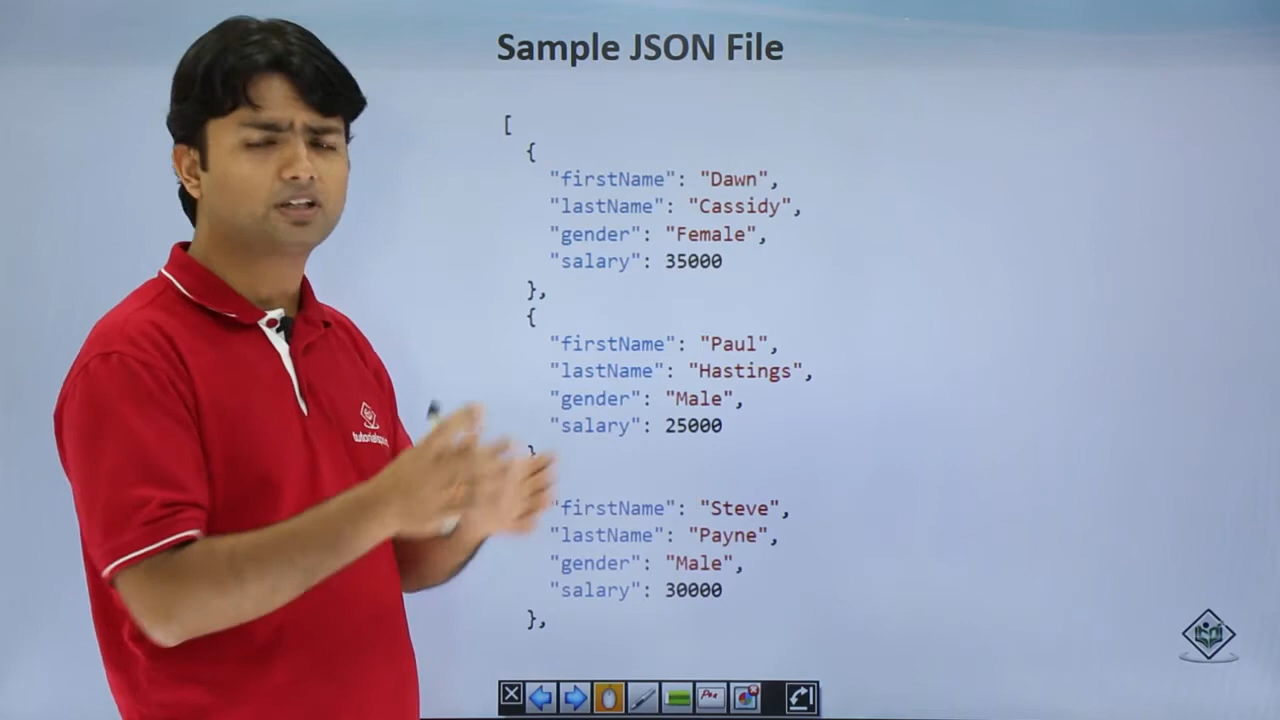 Sample JSON File
[
{
"firstName": "Dawn",
"lastName": "Cassidy",
"gender": "Female",
"salary": 35000
},
{
"firstName": "Paul",
"lastName": "Hastings",
"gender": "Male",
"salary": 25000
}
"firstName": "Steve",
"lastName": "Payne",
"gender": "Male",
"salary": 30000
},